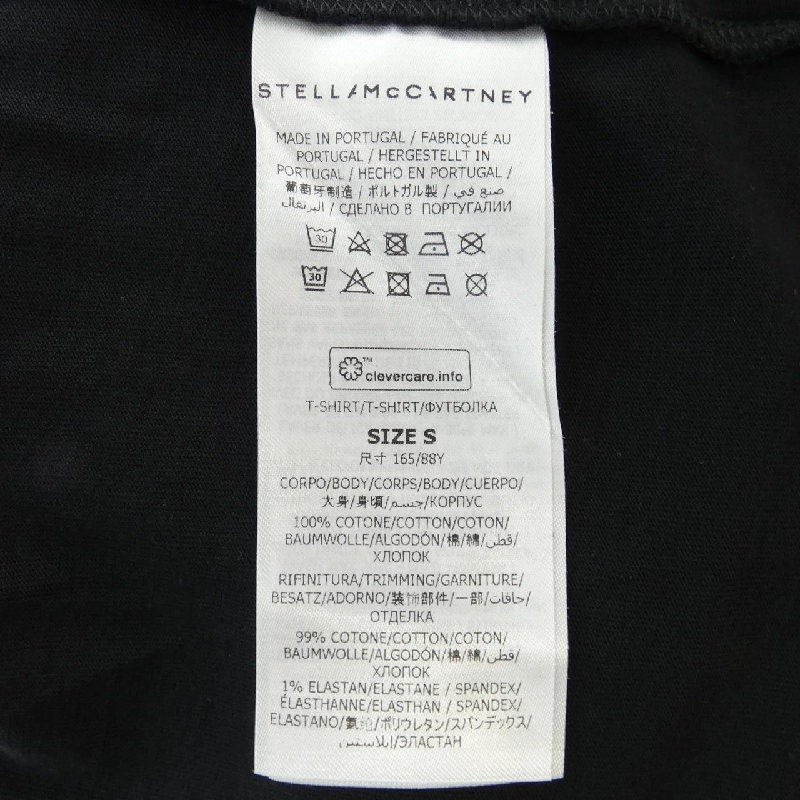 STELLAMcCARTNEY
MADE IN PORTUGAL / FABRIQUÉ AU
PORTUGAL / HERGESTELLT IN
PORTUGAL / HECHO EN PORTUGAL /
葡萄牙制造 / ポルトガル製 / صنع في
البرتغال / СДЕЛАНО В ПОРТУГАЛИИ
30
30
™
clevercare.info
T-SHIRT/T-SHIRT/ФУТБОЛКА
SIZE S
尺寸 165/88Y
CORPO/BODY/CORPS/BODY/CUERPO/
大身/身頃/جسم/КОРПУС
100% COTONE/COTTON/COTON/
BAUMWOLLE/ALGODÓN/棉/綿/قطن/
ХЛОПОК
RIFINITURA/TRIMMING/GARNITURE/
BESATZ/ADORNO/装饰部件/一部/حافات/
ОТДЕЛКА
99% COTONE/COTTON/COTON/
BAUMWOLLE/ALGODÓN/棉/綿/قطن/
ХЛОПОК
1% ELASTAN/ELASTANE / SPANDEX/
ÉLASTHANNE/ELASTHAN / SPANDEX/
ELASTANO/氨纶/ポリウレタン/スパンデックス/
إيلاستين/ЭЛАСТАН